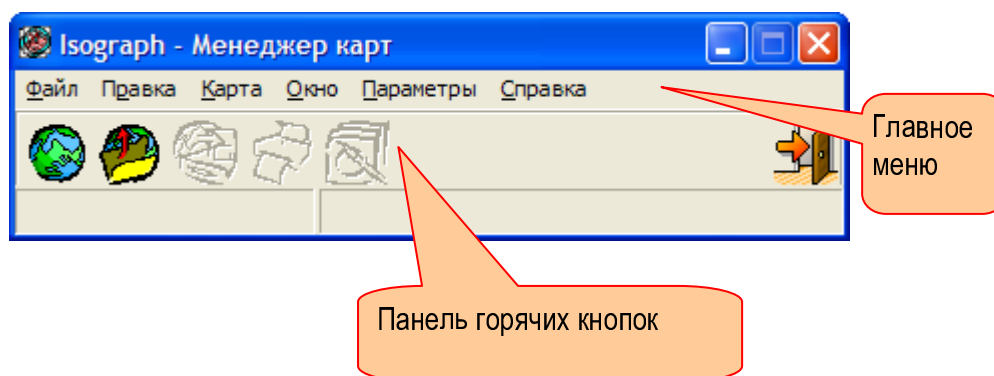 Isograph - Менеджер карт
Файл Правка Карта Окно Параметры Справка
Главное
меню
Панель горячих кнопок